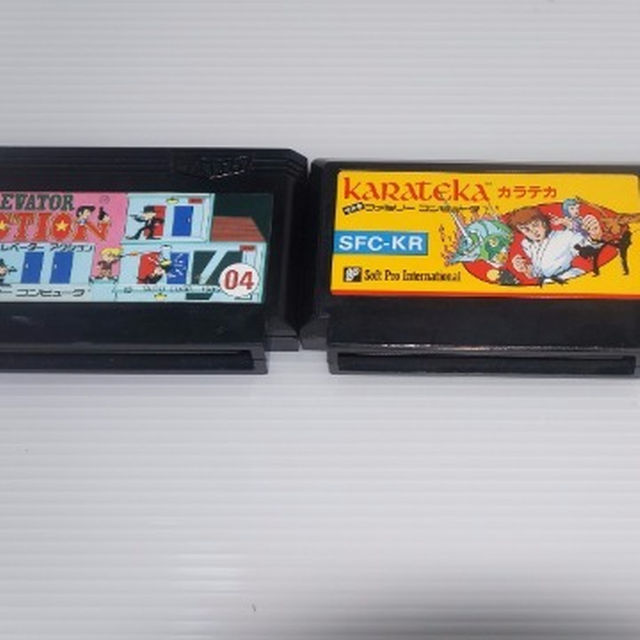 EVATOR
CTION
レベーター アクション
コンピュータ
04
KARATEKA カラテカ
ファミリー コンピュータ
SFC-KR
SP Soft Pro International